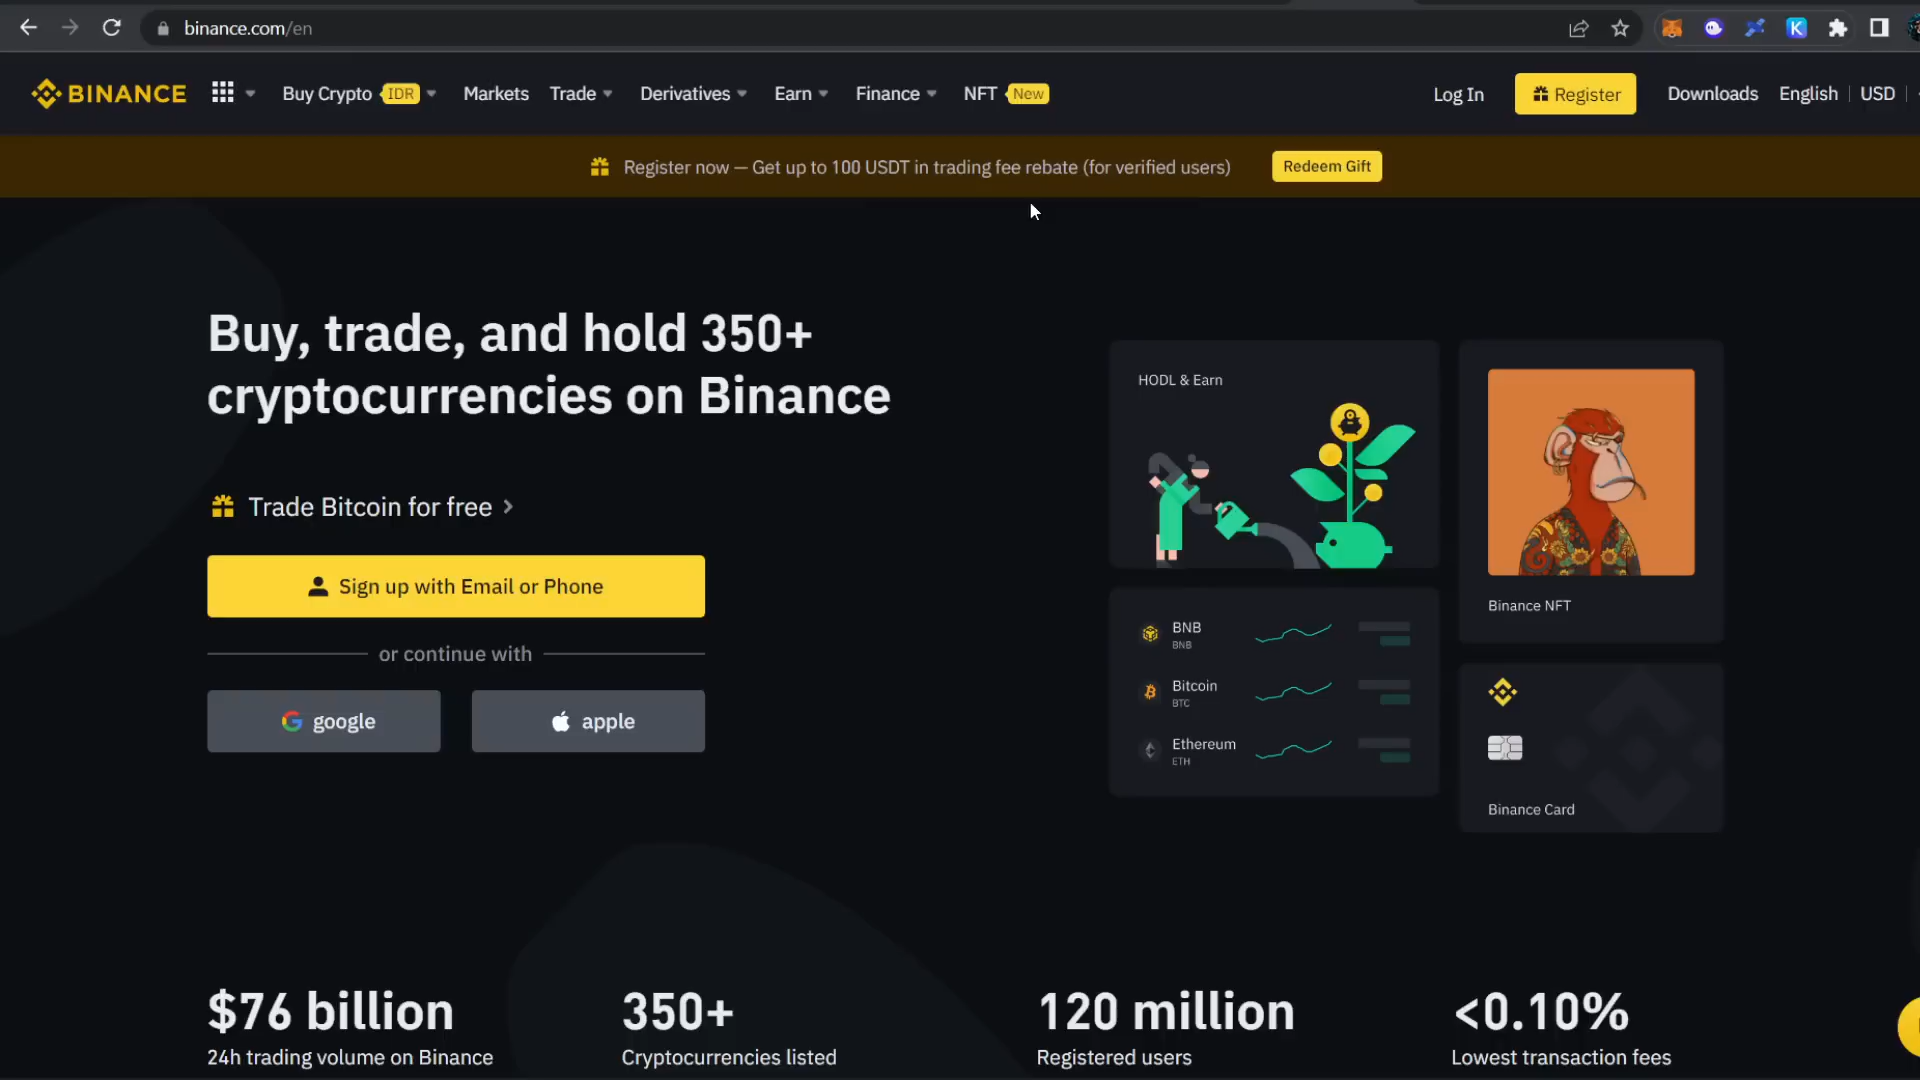 binance.com/en
K
BINANCE
Buy Crypto IDR
Markets
Trade
Derivatives
Earn
Finance
NFT New
Log In
Register
Downloads
English
USD
Register now — Get up to 100 USDT in trading fee rebate (for verified users)
Redeem Gift
Buy, trade, and hold 350+
cryptocurrencies on Binance
Trade Bitcoin for free
Sign up with Email or Phone
or continue with
google
apple
HODL & Earn
BNB
BNB
Bitcoin
BTC
Ethereum
ETH
Binance NFT
Binance Card
$76 billion
24h trading volume on Binance
350+
Cryptocurrencies listed
120 million
Registered users
<0.10%
Lowest transaction fees